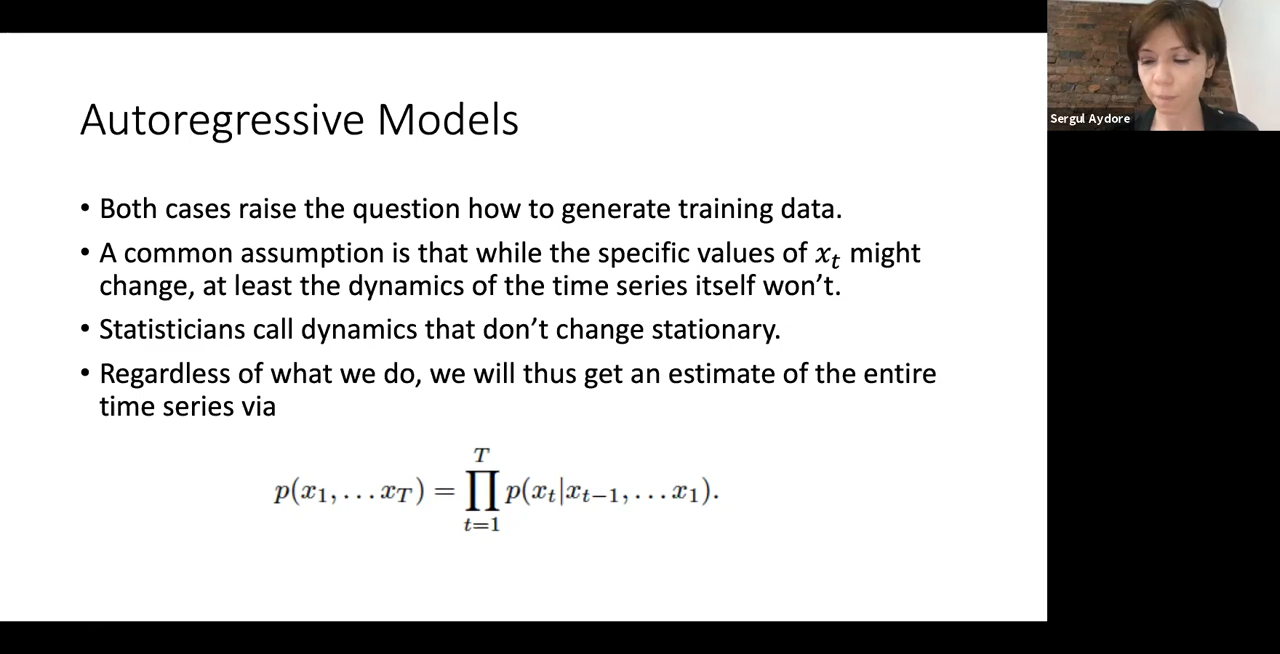 Autoregressive Models
• Both cases raise the question how to generate training data.
• A common assumption is that while the specific values of xₜ might
change, at least the dynamics of the time series itself won’t.
• Statisticians call dynamics that don’t change stationary.
• Regardless of what we do, we will thus get an estimate of the entire
time series via
p(x₁, … x_T) = ∏_{t=1}^{T} p(xₜ|xₜ₋₁, … x₁).
Sergul Aydore